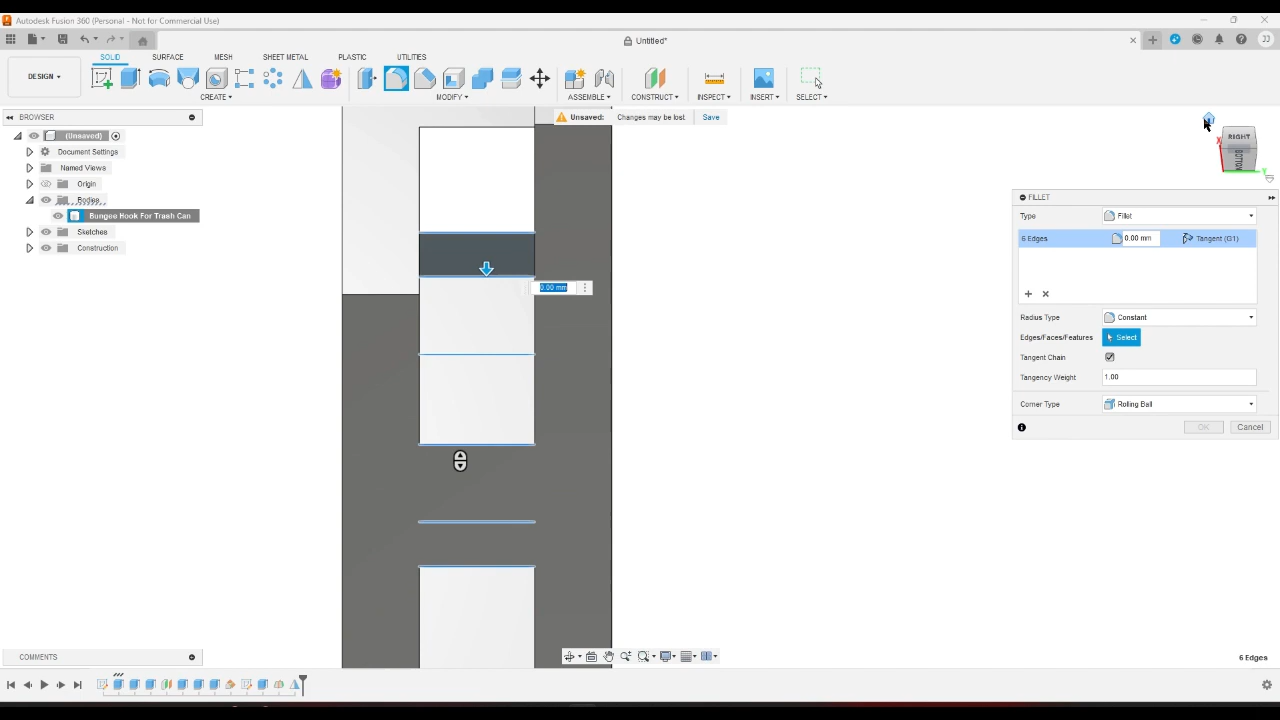 Autodesk Fusion 360 (Personal - Not for Commercial Use)
Untitled*
JJ
SOLID SURFACE MESH SHEET METAL PLASTIC UTILITIES
DESIGN
CREATE MODIFY ASSEMBLE CONSTRUCT INSPECT INSERT SELECT
BROWSER
Unsaved: Changes may be lost Save
(Unsaved)
Document Settings
Named Views
Origin
Bodies
Bungee Hook For Trash Can
Sketches
Construction
RIGHT
BOTTOM
X
Y
FILLET
Type Fillet
6 Edges 0.00 mm Tangent (G1)
0.00 mm
Radius Type Constant
Edges/Faces/Features Select
Tangent Chain
Tangency Weight 1.00
Corner Type Rolling Ball
OK Cancel
COMMENTS
6 Edges